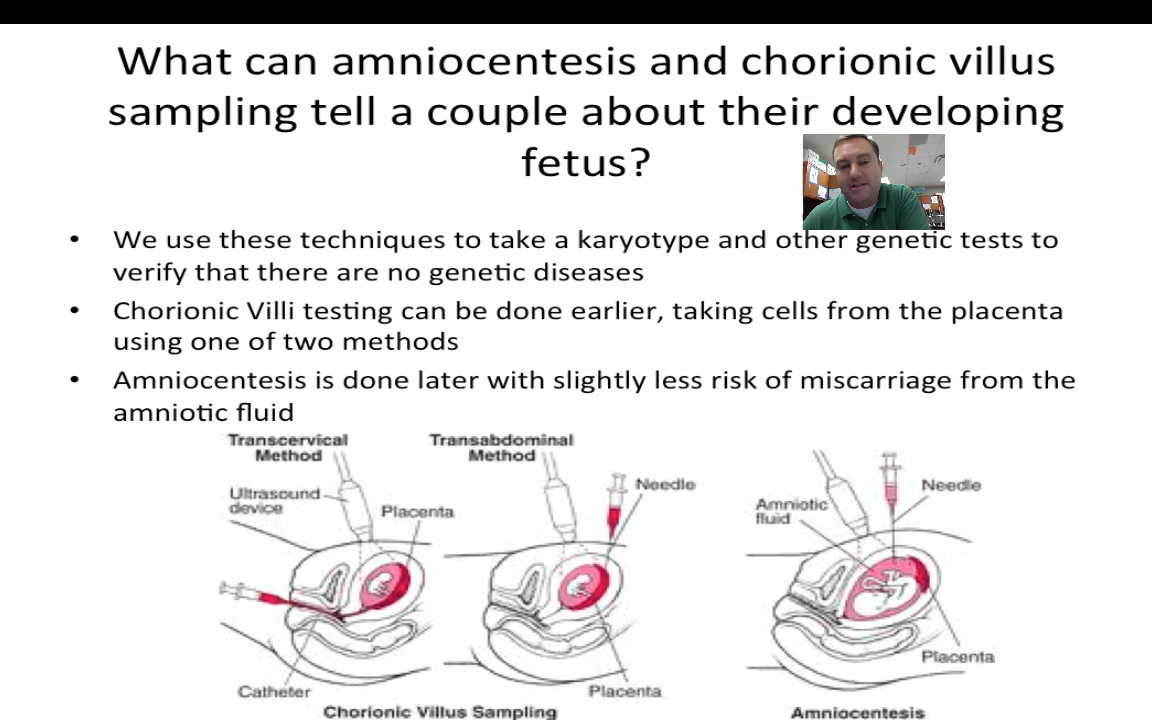 What can amniocentesis and chorionic villus
sampling tell a couple about their developing
fetus?
• We use these techniques to take a karyotype and other genetic tests to
verify that there are no genetic diseases
• Chorionic Villi testing can be done earlier, taking cells from the placenta
using one of two methods
• Amniocentesis is done later with slightly less risk of miscarriage from the
amniotic fluid
Transcervical
Method
Ultrasound
device
Placenta
Catheter
Transabdominal
Method
Needle
Placenta
Chorionic Villus Sampling
Amniotic
fluid
Needle
Placenta
Amniocentesis